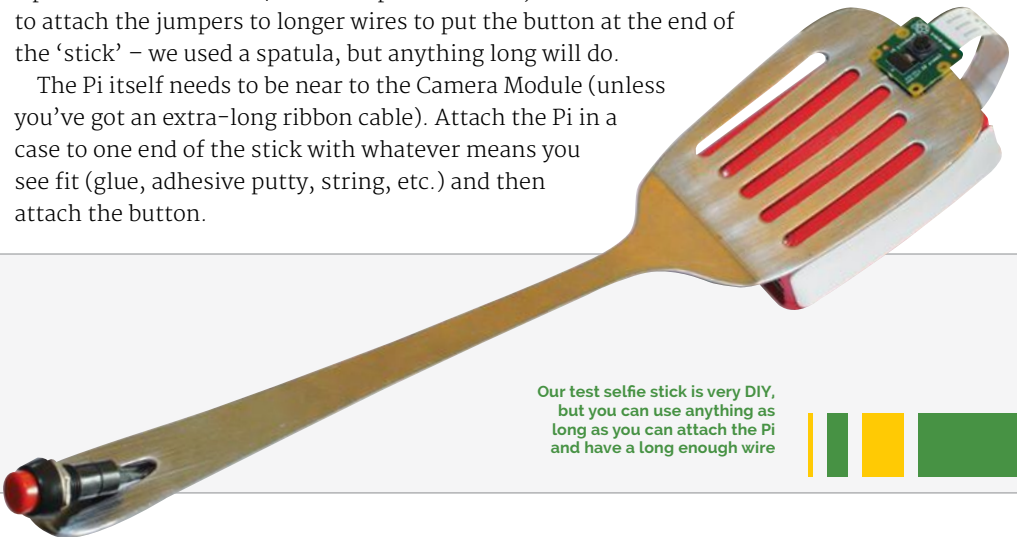 to attach the jumpers to longer wires to put the button at the end of
the ‘stick’ – we used a spatula, but anything long will do.
The Pi itself needs to be near to the Camera Module (unless
you’ve got an extra-long ribbon cable). Attach the Pi in a
case to one end of the stick with whatever means you
see fit (glue, adhesive putty, string, etc.) and then
attach the button.
Our test selfie stick is very DIY,
but you can use anything as
long as you can attach the Pi
and have a long enough wire